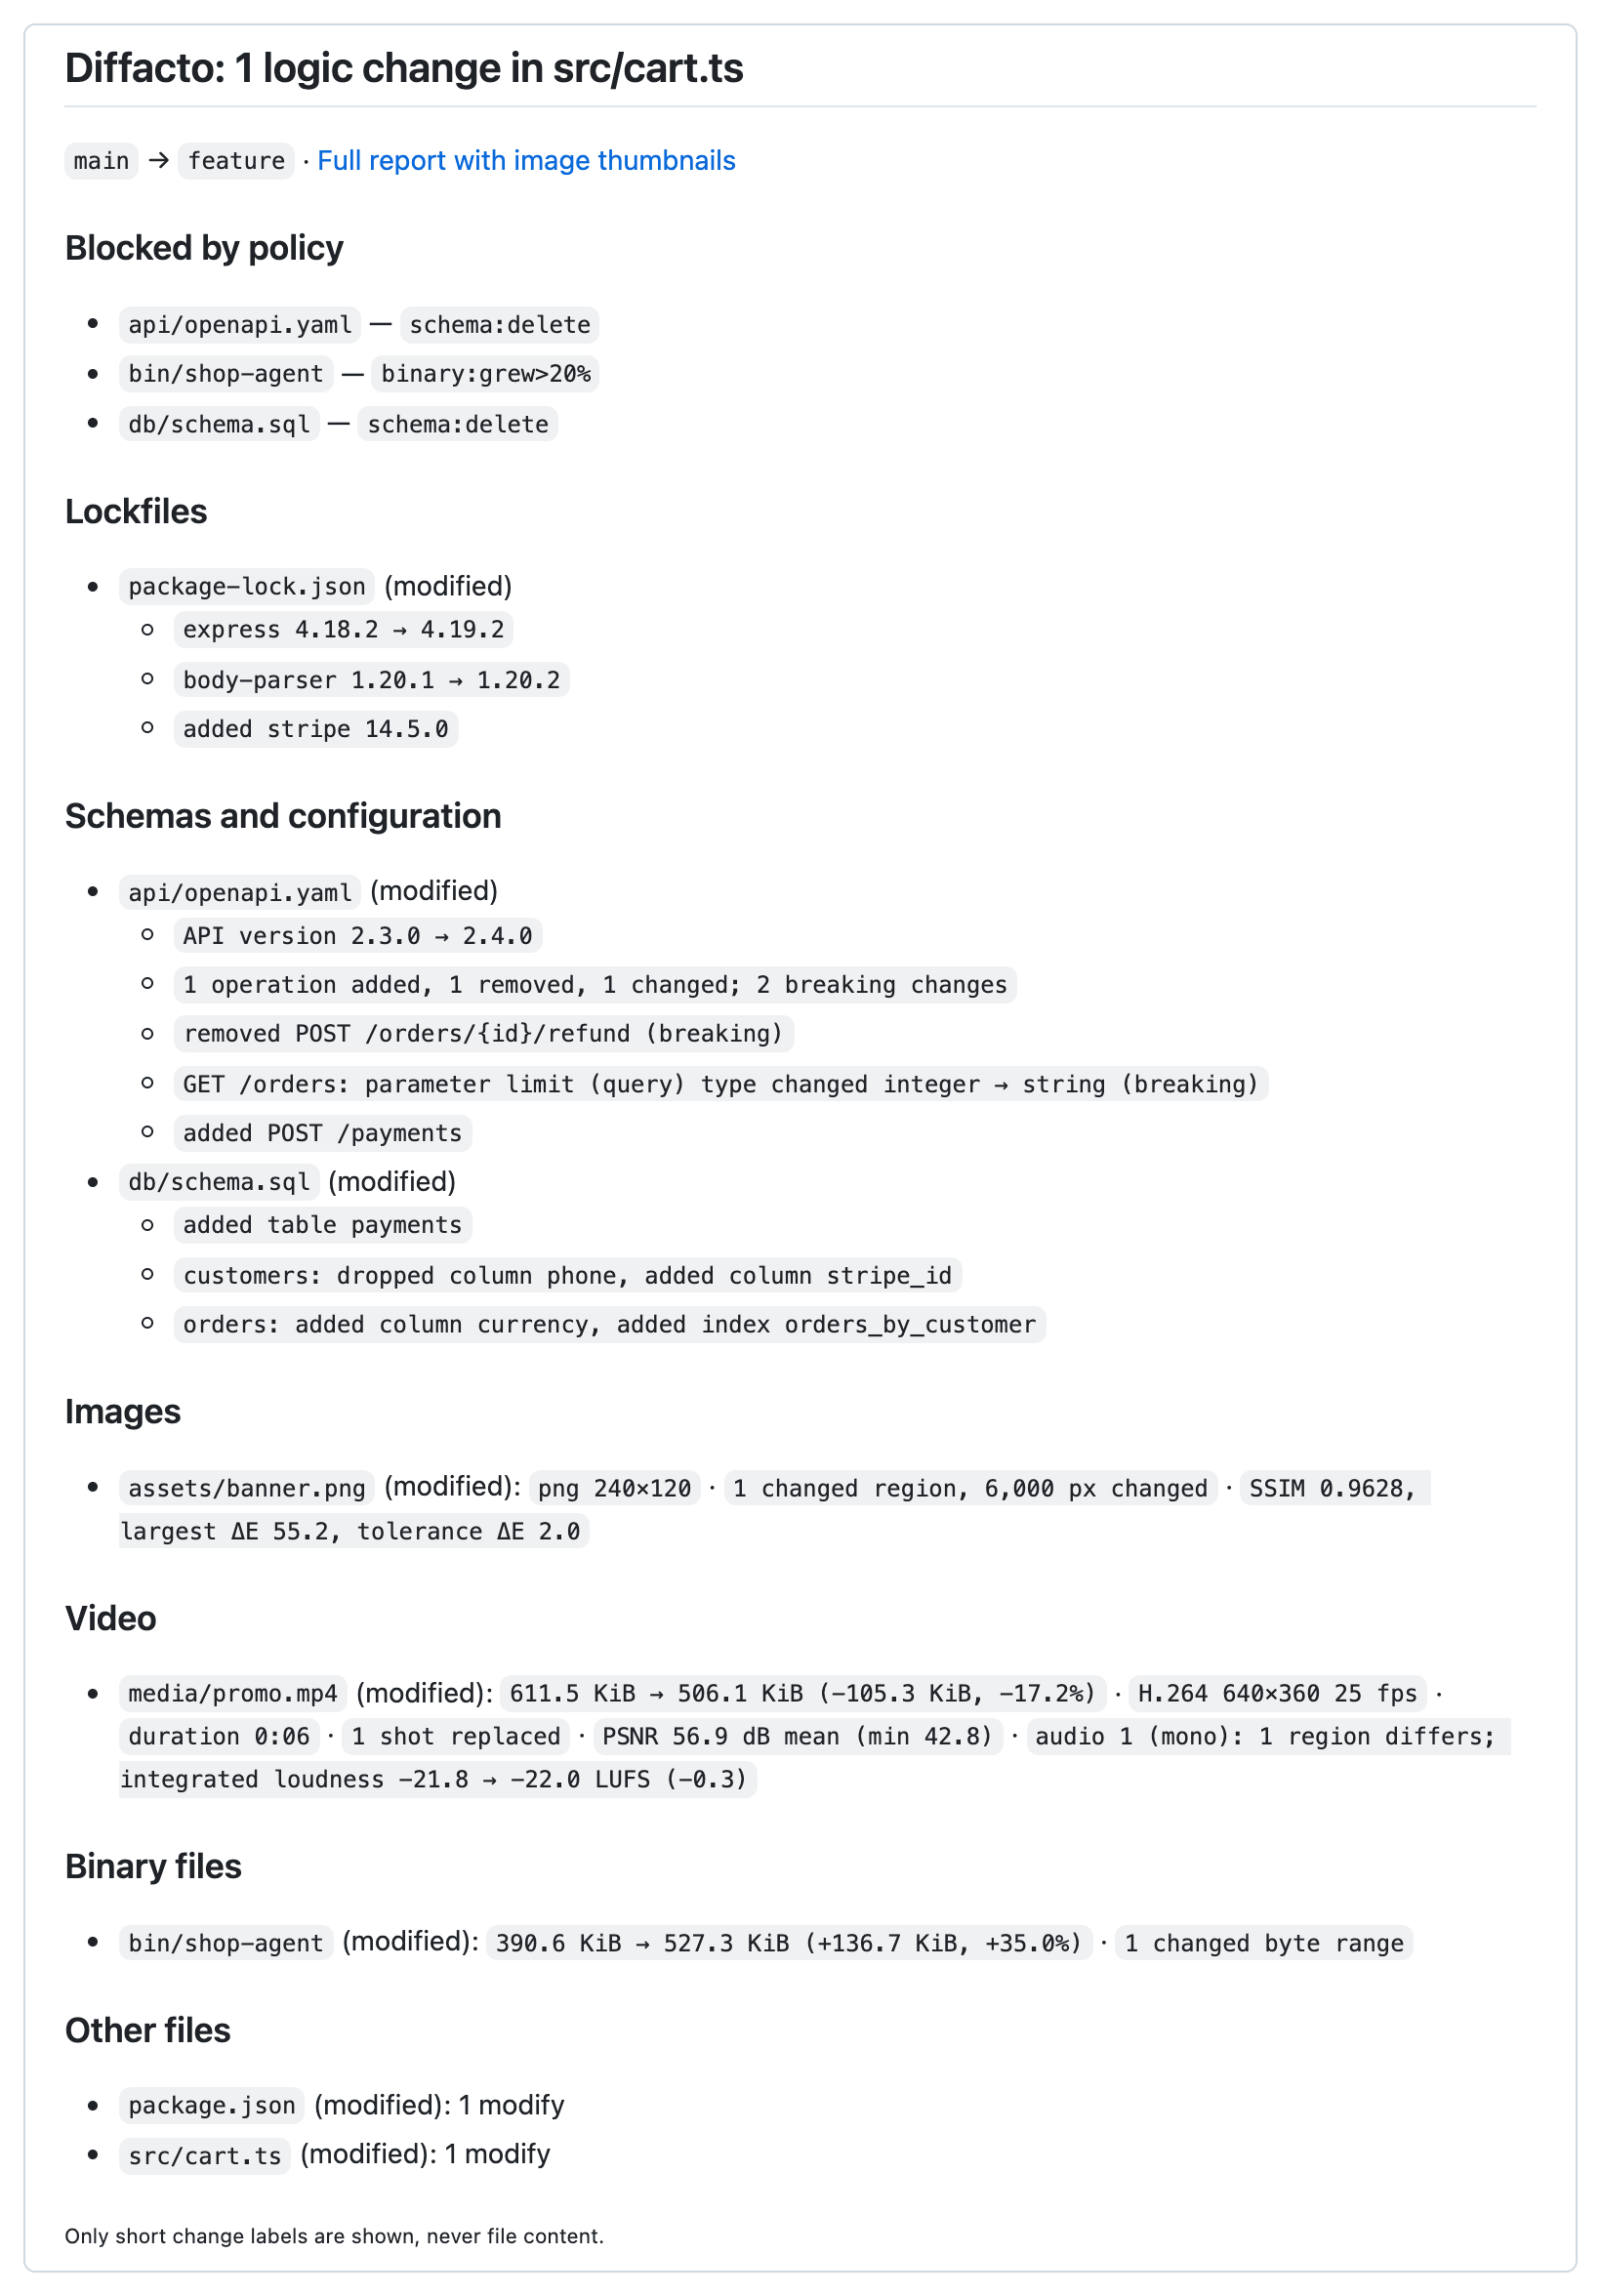 Diffacto: 1 logic change in src/cart.ts
main → feature · Full report with image thumbnails
Blocked by policy
api/openapi.yaml — schema:delete
bin/shop-agent — binary:grew>20%
db/schema.sql — schema:delete
Lockfiles
package-lock.json (modified)
express 4.18.2 → 4.19.2
body-parser 1.20.1 → 1.20.2
added stripe 14.5.0
Schemas and configuration
api/openapi.yaml (modified)
API version 2.3.0 → 2.4.0
1 operation added, 1 removed, 1 changed; 2 breaking changes
removed POST /orders/{id}/refund (breaking)
GET /orders: parameter limit (query) type changed integer → string (breaking)
added POST /payments
db/schema.sql (modified)
added table payments
customers: dropped column phone, added column stripe_id
orders: added column currency, added index orders_by_customer
Images
assets/banner.png (modified): png 240×120 · 1 changed region, 6,000 px changed · SSIM 0.9628,
largest ΔE 55.2, tolerance ΔE 2.0
Video
media/promo.mp4 (modified): 611.5 KiB → 506.1 KiB (−105.3 KiB, −17.2%) · H.264 640×360 25 fps ·
duration 0:06 · 1 shot replaced · PSNR 56.9 dB mean (min 42.8) · audio 1 (mono): 1 region differs;
integrated loudness −21.8 → −22.0 LUFS (−0.3)
Binary files
bin/shop-agent (modified): 390.6 KiB → 527.3 KiB (+136.7 KiB, +35.0%) · 1 changed byte range
Other files
package.json (modified): 1 modify
src/cart.ts (modified): 1 modify
Only short change labels are shown, never file content.